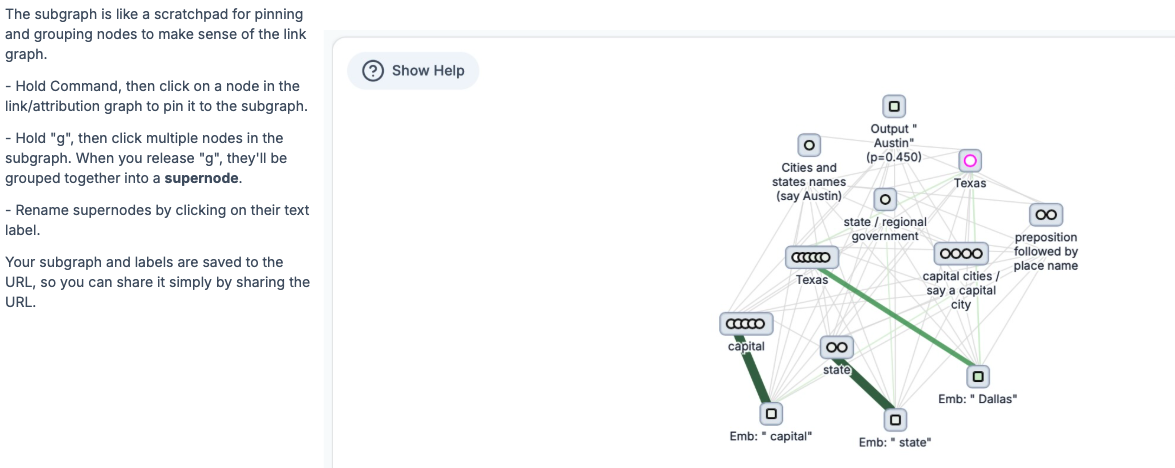 The subgraph is like a scratchpad for pinning
and grouping nodes to make sense of the link
graph.
- Hold Command, then click on a node in the
link/attribution graph to pin it to the subgraph.
- Hold "g", then click multiple nodes in the
subgraph. When you release "g", they'll be
grouped together into a supernode.
- Rename supernodes by clicking on their text
label.
Your subgraph and labels are saved to the
URL, so you can share it simply by sharing the
URL.
Show Help
Output "
Austin"
(p=0.450)
Cities and
states names
(say Austin)
Texas
state / regional
government
preposition
followed by
place name
Texas
capital cities /
say a capital
city
capital
state
Emb: " Dallas"
Emb: " capital"
Emb: " state"